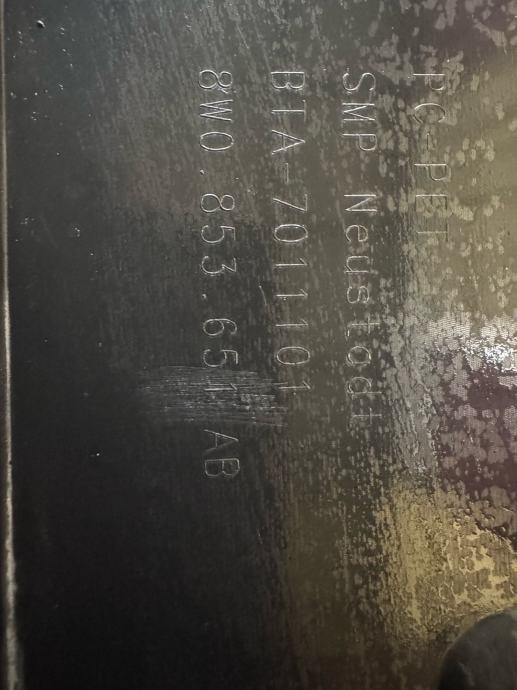 PC-PET
SMP Neustadt
BTA-7011101
8W0.853.651 AB